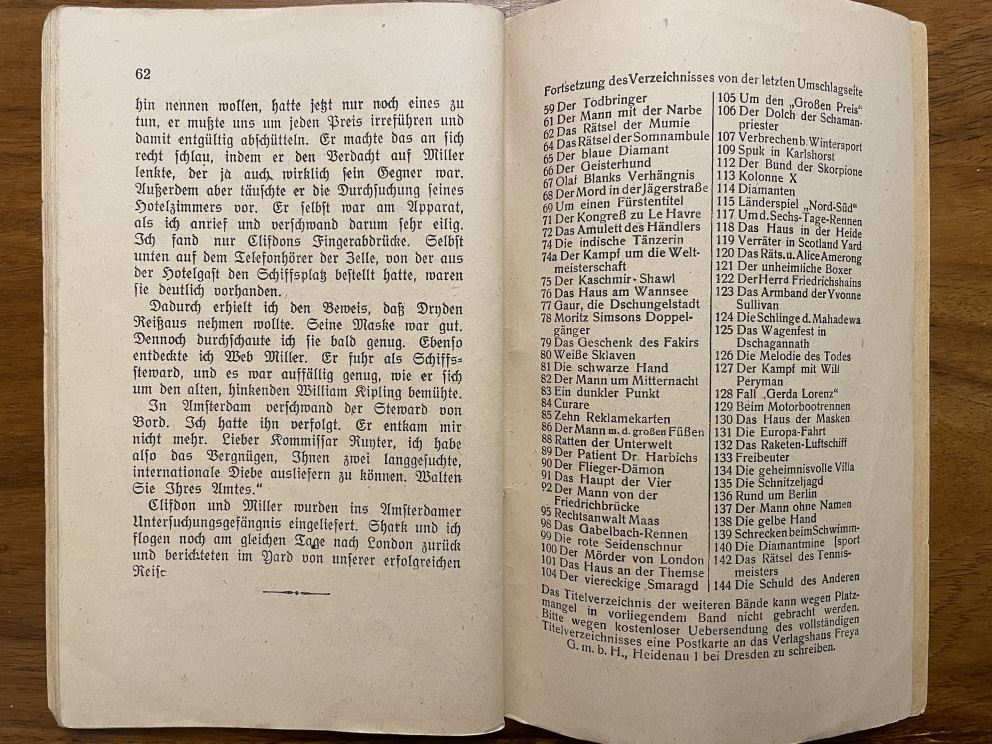 62
hin nennen wollen, hatte jetzt nur noch eines zu
tun, er mußte uns um jeden Preis irreführen und
damit entgültig abschütteln. Er machte das an sich
recht schlau, indem er den Verdacht auf Miller
lenkte, der ja auch wirklich sein Gegner war.
Außerdem aber täuschte er die Durchsuchung seines
Hotelzimmers vor. Er selbst war am Apparat,
als ich anrief und verschwand darum sehr eilig.
Ich fand nur Clifdons Fingerabdrücke. Selbst
unten auf dem Telefonhörer der Zelle, von der aus
der Hotelgast den Schiffsplatz bestellt hatte, waren
sie deutlich vorhanden.
Dadurch erhielt ich den Beweis, daß Dryden
Reißaus nehmen wollte. Seine Maske war gut.
Dennoch durchschaute ich sie bald genug. Ebenso
entdeckte ich Web Miller. Er fuhr als Schiffs-
steward, und es war auffällig genug, wie er sich
um den alten, hinkenden William Kipling bemühte.
In Amsterdam verschwand der Steward von
Bord. Ich hatte ihn verfolgt. Er entkam mir
nicht mehr. Lieber Kommissar Ruyter, ich habe
also das Vergnügen, Ihnen zwei langgesuchte,
internationale Diebe ausliefern zu können. Walten
Sie Ihres Amtes.“
Clifdon und Miller wurden ins Amsterdamer
Untersuchungsgefängnis eingeliefert. Shark und ich
flogen noch am gleichen Tage nach London zurück
und berichteten im Yard von unserer erfolgreichen
Reise
Fortsetzung des Verzeichnisses von der letzten Umschlagseite
59 Der Todbringer
61 Der Mann mit der Narbe
62 Das Rätsel der Mumie
64 Das Rätsel der Somnambule
65 Der blaue Diamant
66 Der Geisterhund
67 Olaf Blanks Verhängnis
68 Der Mord in der Jägerstraße
69 Um einen Fürstentitel
71 Der Kongreß zu Le Havre
72 Das Amulett des Händlers
74 Die indische Tänzerin
74a Der Kampf um die Welt-
meisterschaft
75 Der Kaschmir-Shawl
76 Das Haus am Wannsee
77 Gaur, die Dschungelstadt
78 Moritz Simsons Doppel-
gänger
79 Das Geschenk des Fakirs
80 Weiße Sklaven
81 Die schwarze Hand
82 Der Mann um Mitternacht
83 Ein dunkler Punkt
84 Curare
85 Zehn Reklamekarten
86 Der Mann m. d. großen Füßen
88 Ratten der Unterwelt
89 Der Patient Dr. Harbichs
90 Der Flieger-Dämon
91 Das Haupt der Vier
92 Der Mann von der
Friedrichbrücke
95 Rechtsanwalt Maas
98 Das Gabelbach-Rennen
99 Die rote Seidenschnur
100 Der Mörder von London
101 Das Haus an der Themse
104 Der viereckige Smaragd
105 Um den „Großen Preis“
106 Der Dolch der Schaman-
priester
107 Verbrechen b. Wintersport
109 Spuk in Karlshorst
112 Der Bund der Skorpione
113 Kolonne X
114 Diamanten
115 Länderspiel „Nord-Süd“
117 Um d. Sechs-Tage-Rennen
118 Das Haus in der Heide
119 Verräter in Scotland Yard
120 Das Räts. u. Alice Amerong
121 Der unheimliche Boxer
122 Der Herrd Friedrichshains
123 Das Armband der Yvonne
Sullivan
124 Die Schlinge d. Mahadewa
125 Das Wagenfest in
Dschagannath
126 Die Melodie des Todes
127 Der Kampf mit Will
Peryman
128 Fall „Gerda Lorenz“
129 Beim Motorbootrennen
130 Das Haus der Masken
131 Die Europa-Fahrt
132 Das Raketen-Luftschiff
133 Freibeuter
134 Die geheimnisvolle Villa
135 Die Schnitzeljagd
136 Rund um Berlin
137 Der Mann ohne Namen
138 Die gelbe Hand
139 Schrecken beim Schwimm-
140 Die Diamantmine [sport
142 Das Rätsel des Tennis-
meisters
144 Die Schuld des Anderen
Das Titelverzeichnis der weiteren Bände kann wegen Platz-
mangel in vorliegendem Band nicht gebracht werden.
Bitte wegen kostenloser Uebersendung des vollständigen
Titelverzeichnisses eine Postkarte an das Verlagshaus Freya
G. m. b. H., Heidenau 1 bei Dresden zu schreiben.